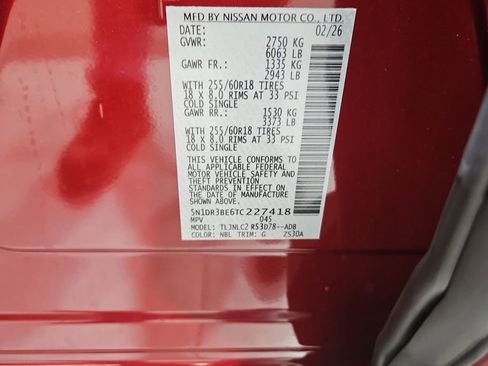 MFD BY NISSAN MOTOR CO., LTD.
DATE: 02/26
GVWR: 2750 KG
6063 LB
GAWR FR.: 1335 KG
2943 LB
WITH 255/60R18 TIRES
18 X 8.0 RIMS AT 33 PSI
COLD SINGLE
GAWR RR.: 1530 KG
3373 LB
WITH 255/60R18 TIRES
18 X 8.0 RIMS AT 33 PSI
COLD SINGLE
THIS VEHICLE CONFORMS TO
ALL APPLICABLE FEDERAL
MOTOR VEHICLE SAFETY AND
THEFT PREVENTION
STANDARDS IN EFFECT ON
THE DATE OF MANUFACTURE
SHOWN ABOVE.
5N1DR3BE6TC227418
MPV 045
MODEL: TLJNLC2 R53D78--ADB
COLOR: NBL TRIM: G ZS30A